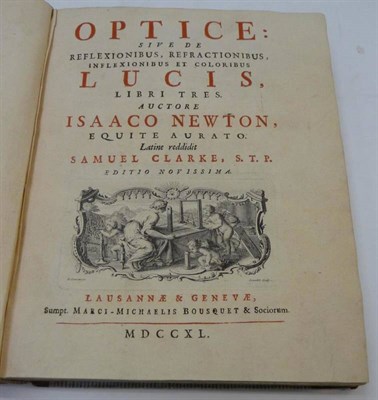 OPTICE:
SIVE DE
REFLEXIONIBUS, REFRACTIONIBUS,
INFLEXIONIBUS ET COLORIBUS
LUCIS,
LIBRI TRES.
AUCTORE
ISAACO NEWTON,
EQUITE AURATO.
Latine reddidit
SAMUEL CLARKE, S.T.P.
EDITIO NOVISSIMA.
LAUSANNÆ & GENEVÆ,
Sumpt. MARCI-MICHAELIS BOUSQUET & Sociorum.
MDCCXL.